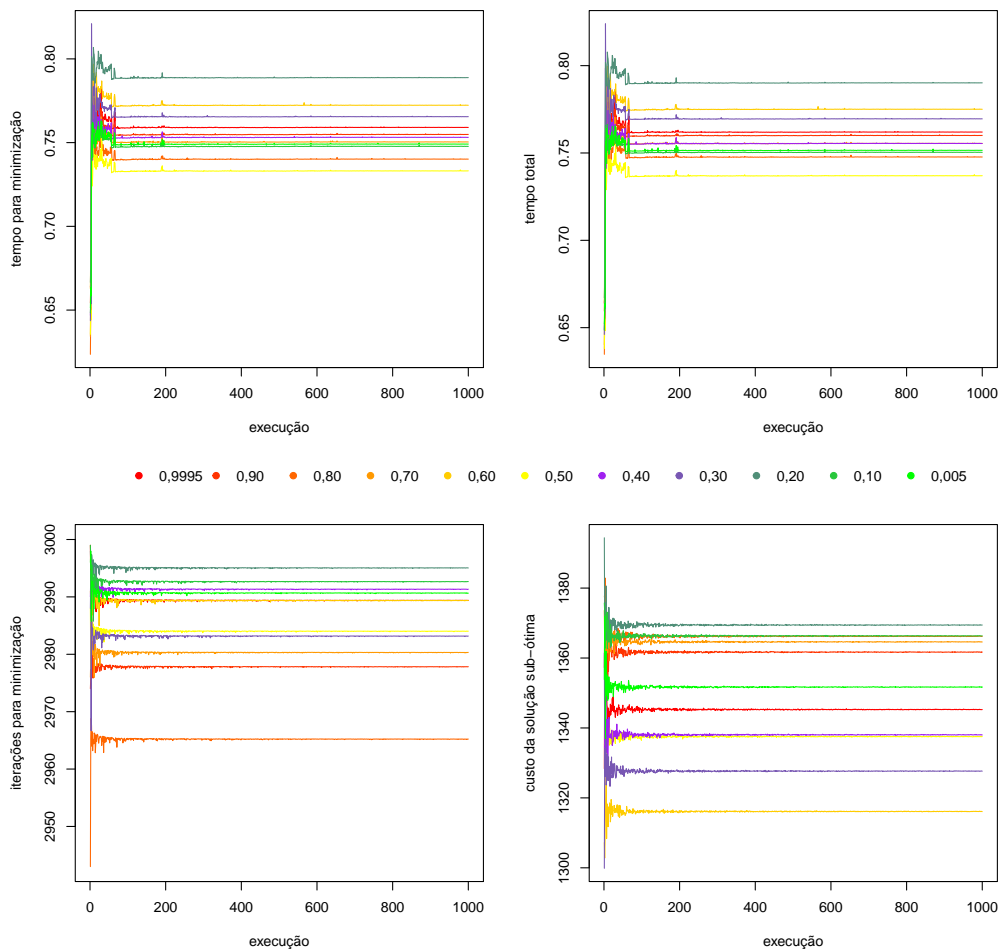 tempo para minimização
0.80
0.75
0.70
0.65
0 200 400 600 800 1000
execução
tempo total
0.80
0.75
0.70
0.65
0 200 400 600 800 1000
execução
0,9995 0,90 0,80 0,70 0,60 0,50 0,40 0,30 0,20 0,10 0,005
iterações para minimização
3000
2990
2980
2970
2960
2950
0 200 400 600 800 1000
execução
custo da solução sub-ótima
1380
1360
1340
1320
1300
0 200 400 600 800 1000
execução